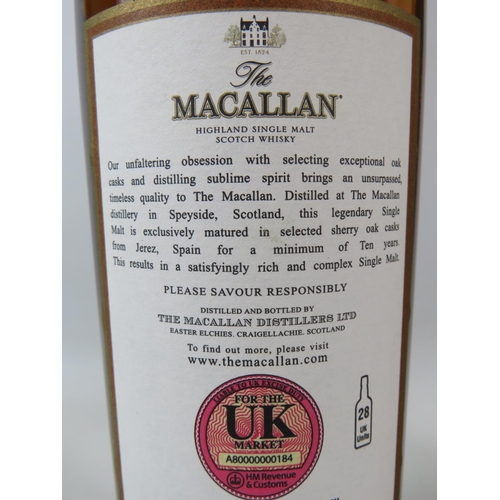 EST. 1824
The
MACALLAN
HIGHLAND SINGLE MALT
SCOTCH WHISKY
Our unfaltering obsession with selecting exceptional oak
casks and distilling sublime spirit brings an unsurpassed,
timeless quality to The Macallan. Distilled at The Macallan
distillery in Speyside, Scotland, this legendary Single
Malt is exclusively matured in selected sherry oak casks
from Jerez, Spain for a minimum of Ten years.
This results in a satisfyingly rich and complex Single Malt.
PLEASE SAVOUR RESPONSIBLY
DISTILLED AND BOTTLED BY
THE MACALLAN DISTILLERS LTD
EASTER ELCHIES. CRAIGELLACHIE. SCOTLAND
To find out more, please visit
www.themacallan.com
LIABLE TO UK EXCISE DUTY
FOR THE
UK
MARKET
A80000000184
HM Revenue
& Customs
28
UK
Units